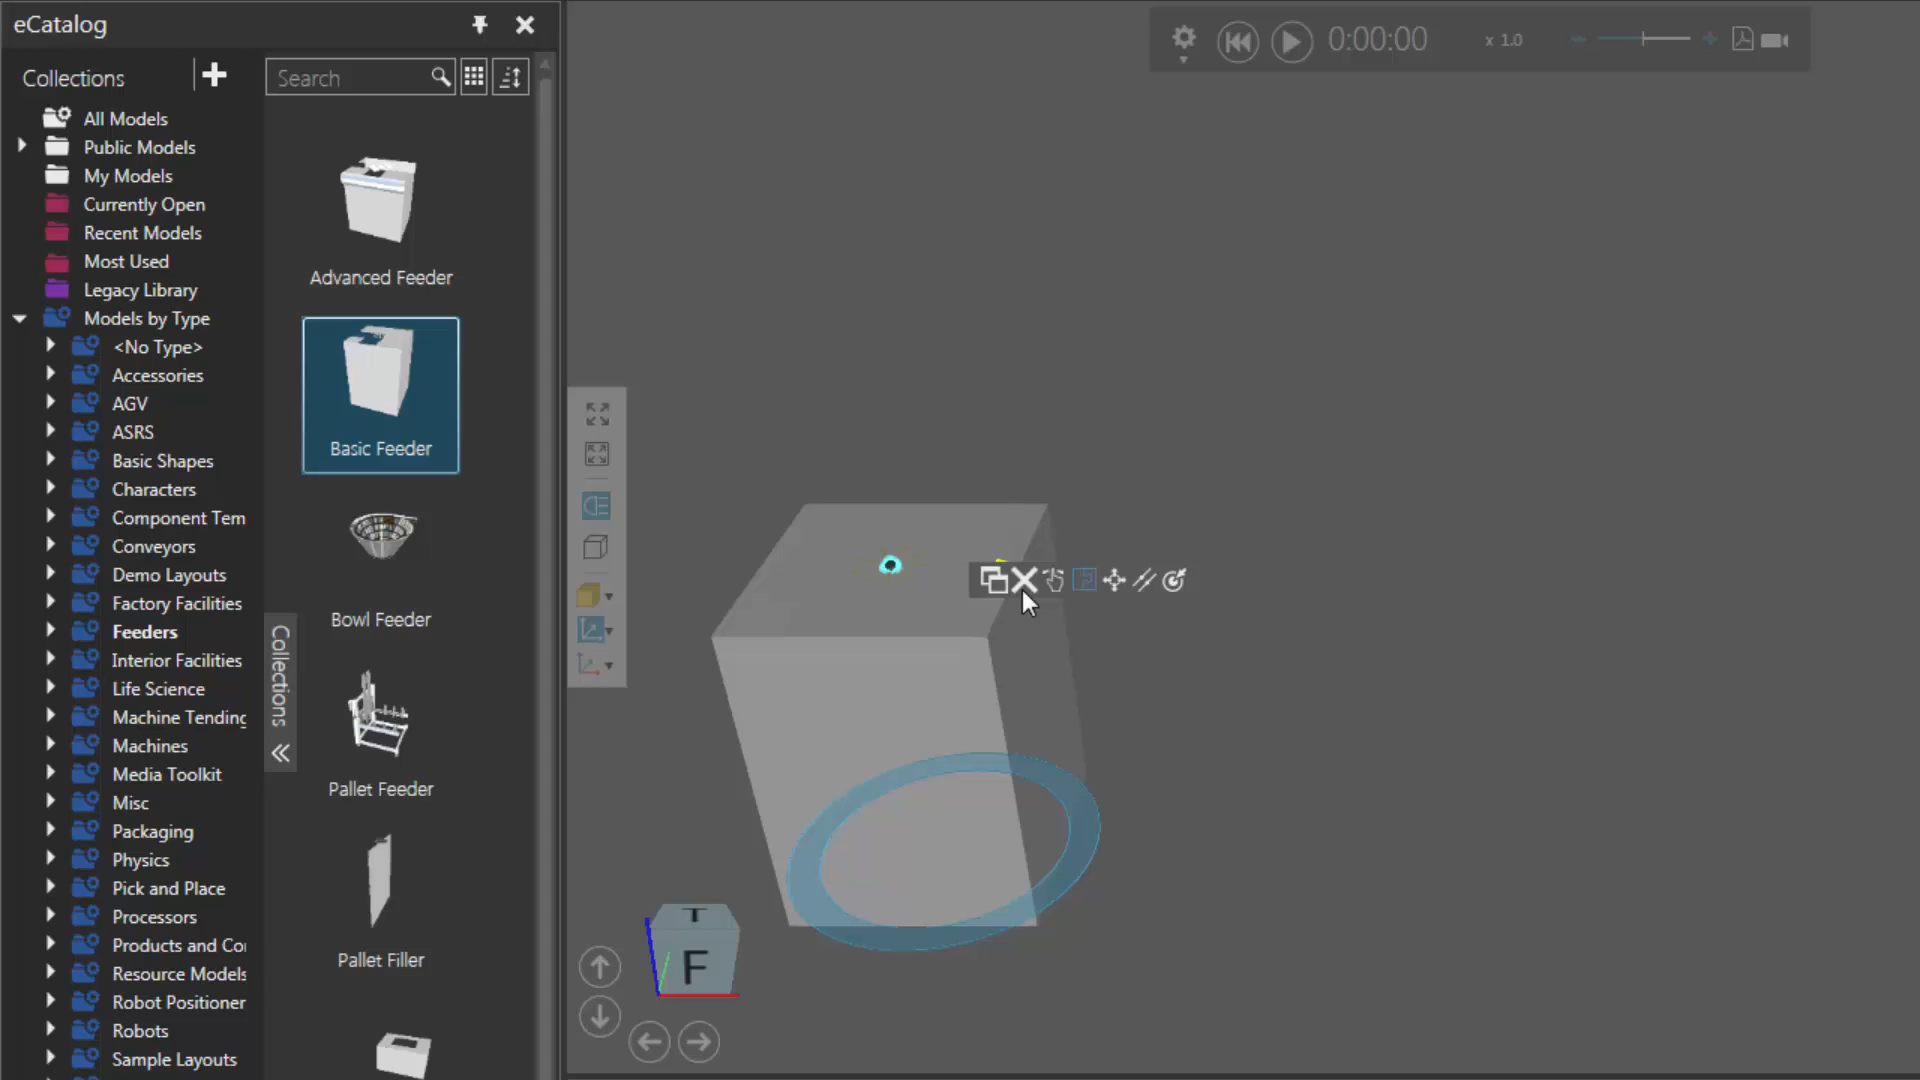 eCatalog
Collections
Search
All Models
Public Models
My Models
Currently Open
Recent Models
Most Used
Legacy Library
Models by Type
<No Type>
Accessories
AGV
ASRS
Basic Shapes
Characters
Component Tem
Conveyors
Demo Layouts
Factory Facilities
Feeders
Interior Facilities
Life Science
Machine Tending
Machines
Media Toolkit
Misc
Packaging
Physics
Pick and Place
Processors
Products and Co
Resource Models
Robot Positioner
Robots
Sample Layouts
Collections
Advanced Feeder
Basic Feeder
Bowl Feeder
Pallet Feeder
Pallet Filler
0:00:00
x 1.0
T
F